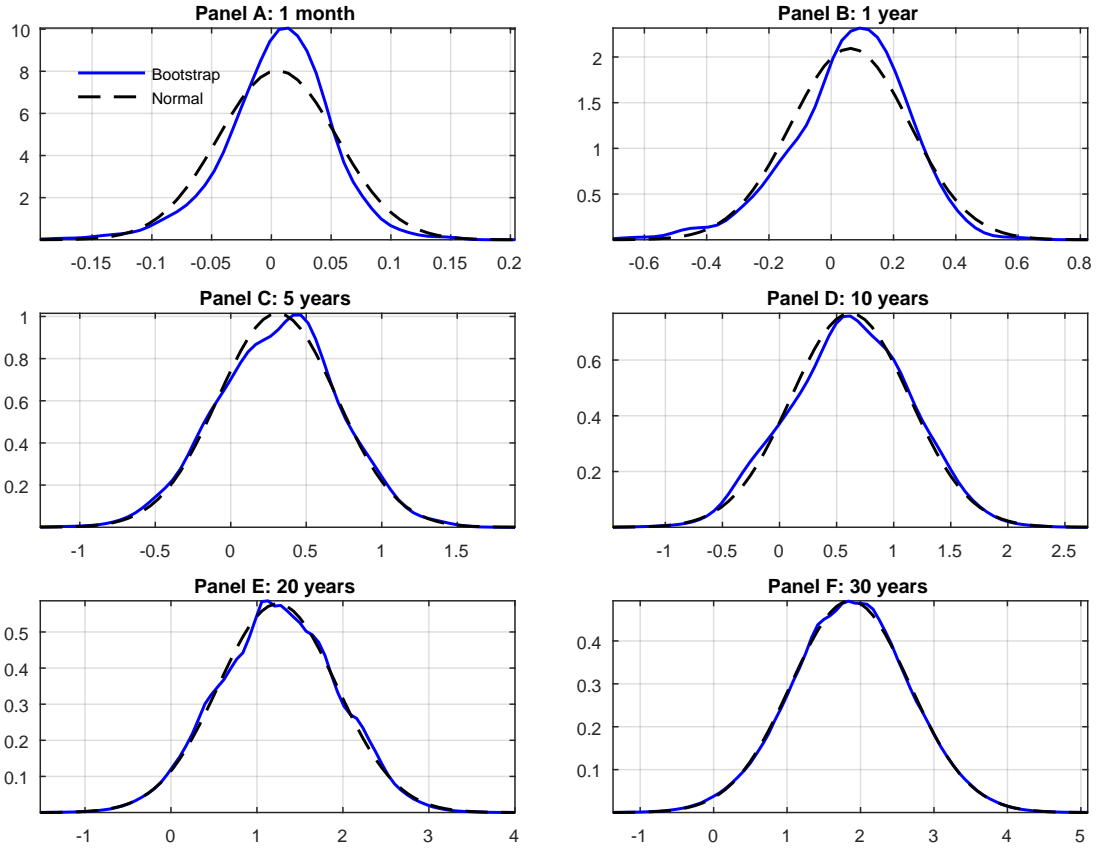 Panel A: 1 month
10
8
6
4
2
Bootstrap
Normal
-0.15 -0.1 -0.05 0 0.05 0.1 0.15 0.2
Panel B: 1 year
2
1.5
1
0.5
-0.6 -0.4 -0.2 0 0.2 0.4 0.6 0.8
Panel C: 5 years
1
0.8
0.6
0.4
0.2
-1 -0.5 0 0.5 1 1.5
Panel D: 10 years
0.6
0.4
0.2
-1 -0.5 0 0.5 1 1.5 2 2.5
Panel E: 20 years
0.5
0.4
0.3
0.2
0.1
-1 0 1 2 3 4
Panel F: 30 years
0.4
0.3
0.2
0.1
-1 0 1 2 3 4 5